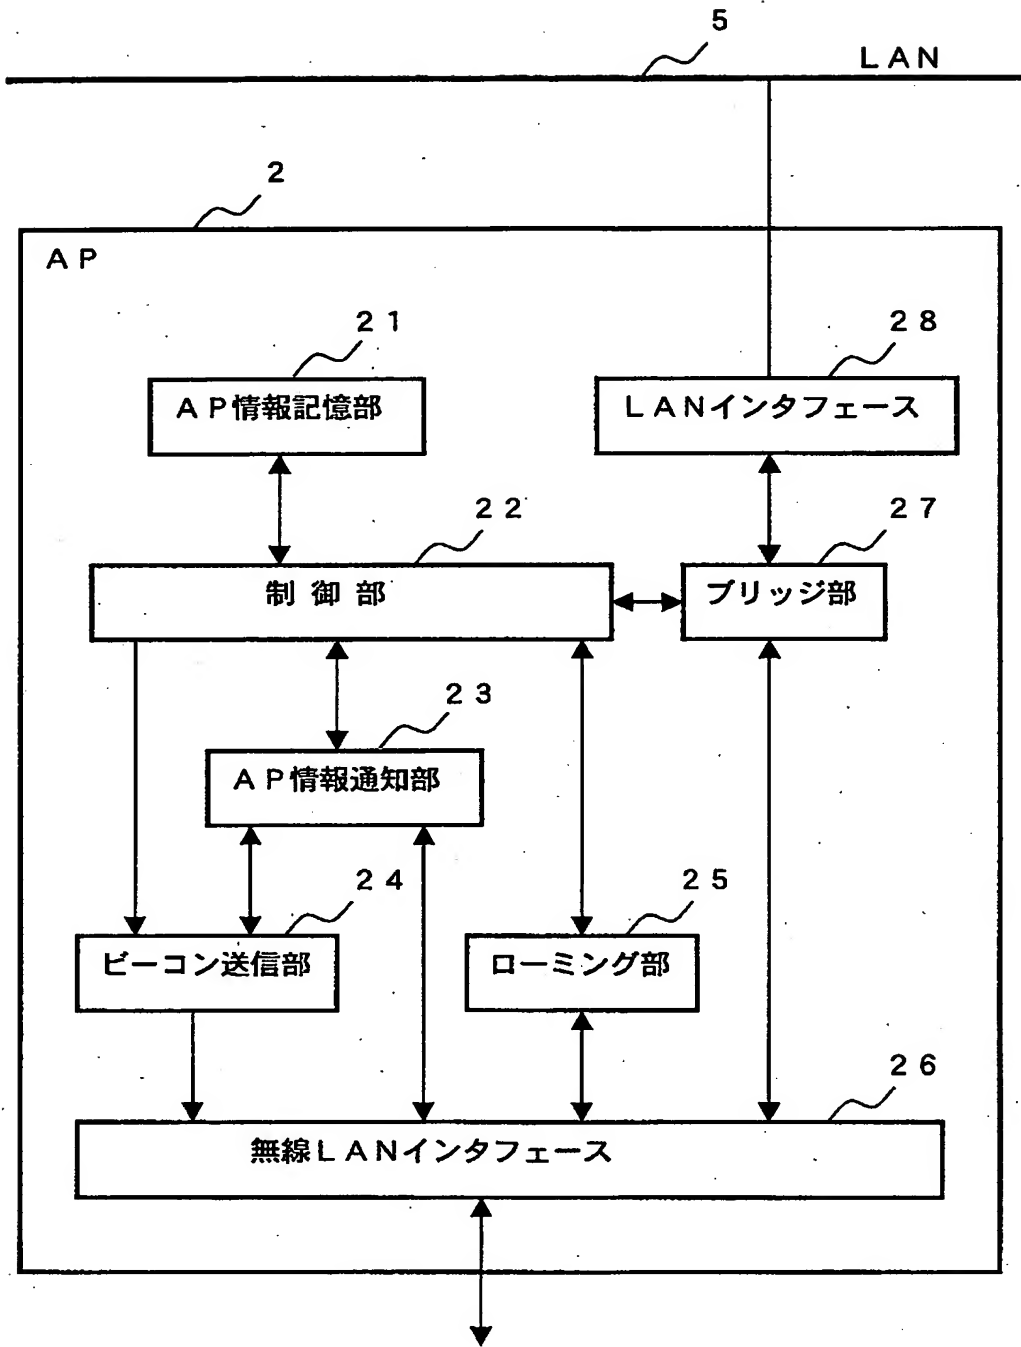 5
LAN
2
AP
21
28
AP情報記憶部
LANインタフェース
22
27
制御部
ブリッジ部
23
AP情報通知部
24
25
ビーコン送信部
ローミング部
26
無線LANインタフェース